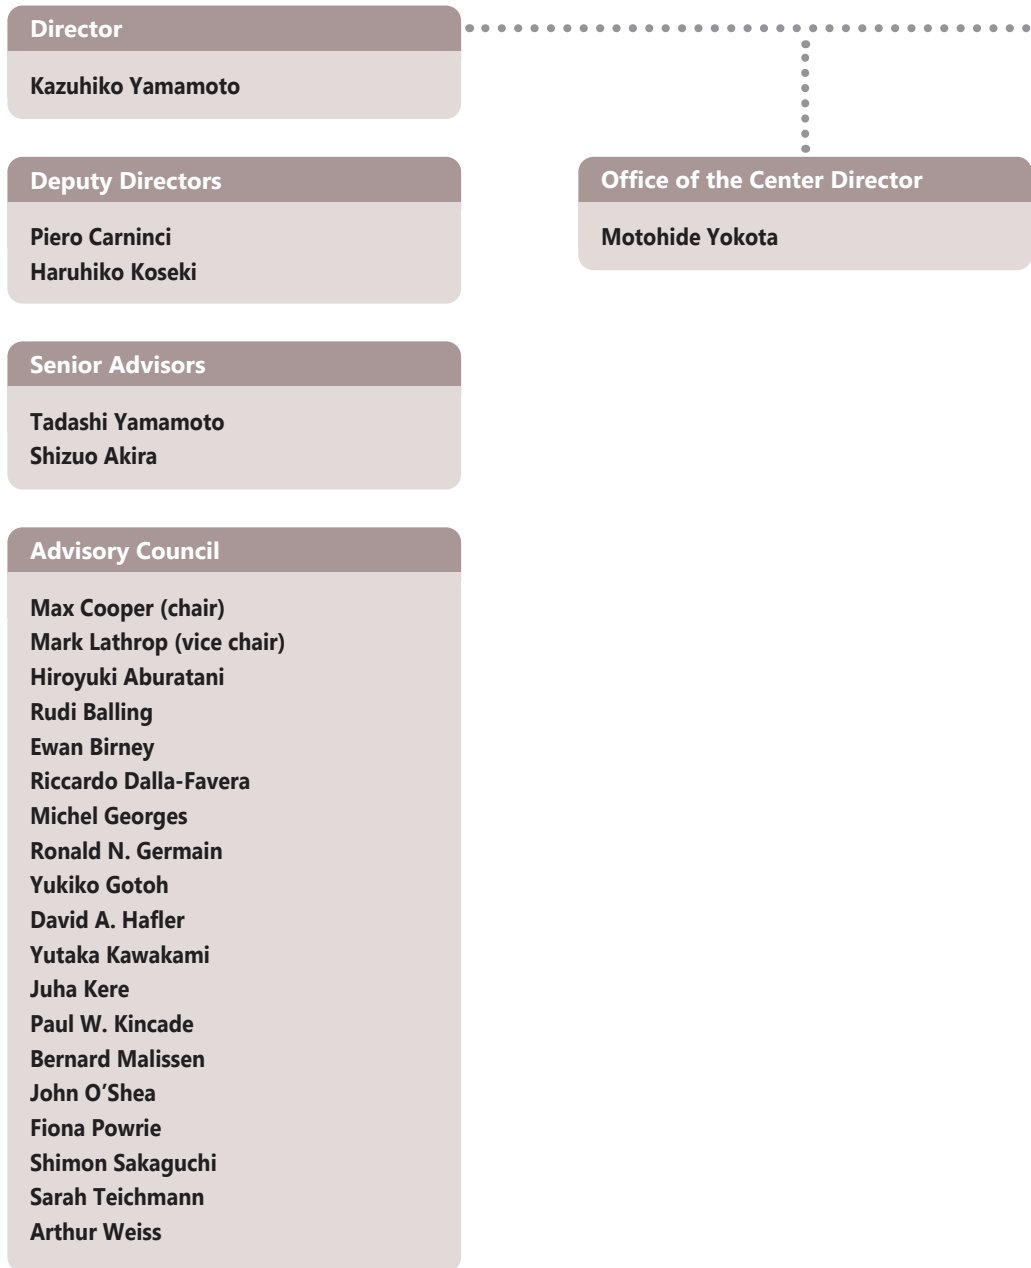 Director
Kazuhiko Yamamoto
Deputy Directors
Piero Carninci
Haruhiko Koseki
Office of the Center Director
Motohide Yokota
Senior Advisors
Tadashi Yamamoto
Shizuo Akira
Advisory Council
Max Cooper (chair)
Mark Lathrop (vice chair)
Hiroyuki Aburatani
Rudi Balling
Ewan Birney
Riccardo Dalla-Favera
Michel Georges
Ronald N. Germain
Yukiko Gotoh
David A. Hafler
Yutaka Kawakami
Juha Kere
Paul W. Kincade
Bernard Malissen
John O’Shea
Fiona Powrie
Shimon Sakaguchi
Sarah Teichmann
Arthur Weiss